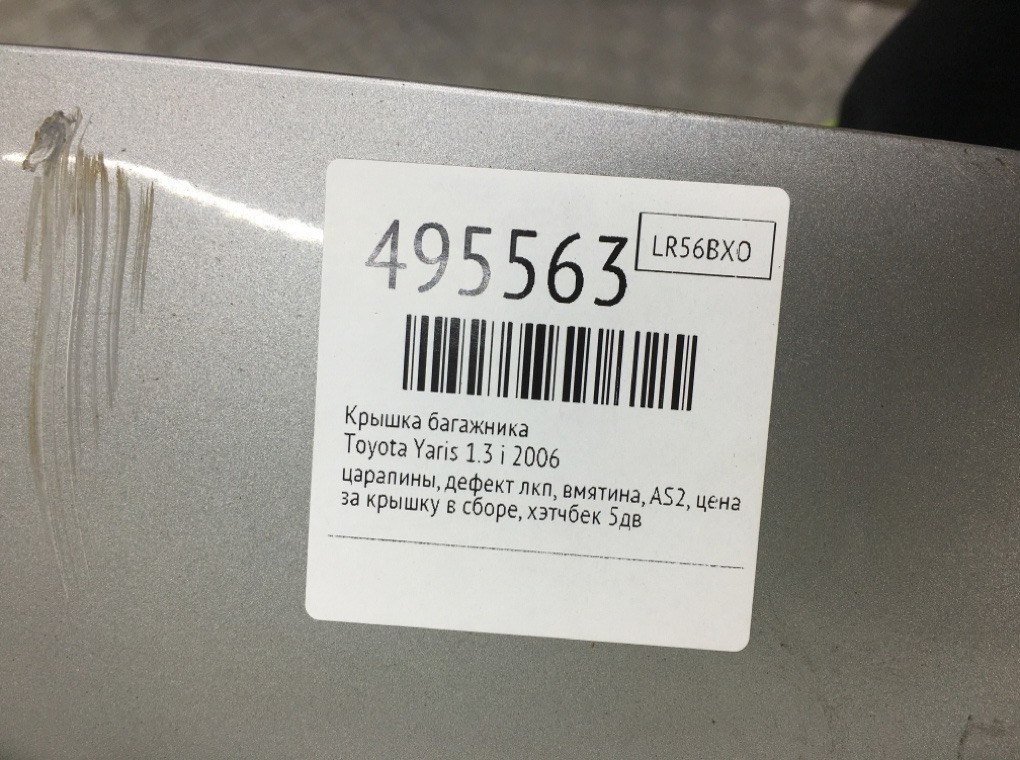 495563
LR56BXO
Крышка багажника
Toyota Yaris 1.3 i 2006
царапины, дефект лкп, вмятина, AS2, цена
за крышку в сборе, хэтчбек 5дв